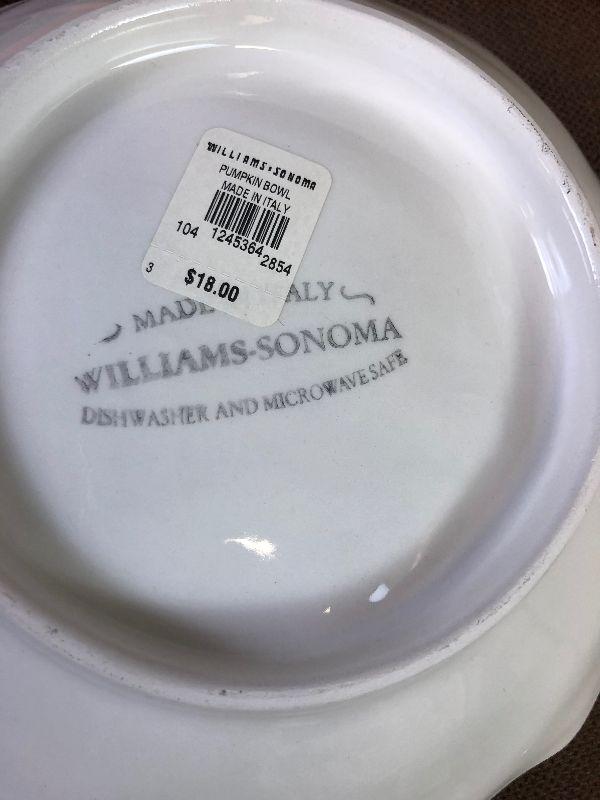 WILLIAMS-SONOMA
PUMPKIN BOWL
MADE IN ITALY
104 1245364 2854
3 $18.00
MADE ALY
WILLIAMS-SONOMA
DISHWASHER AND MICROWAVE SAFE